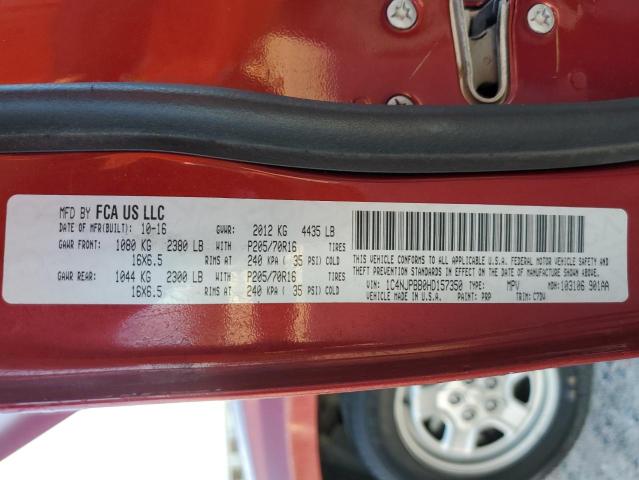 MFD BY FCA US LLC
DATE OF MFR(BUILT): 10-16 GVWR: 2012 KG 4435 LB
GAWR FRONT: 1080 KG 2380 LB WITH P205/70R16 TIRES
16X6.5 RIMS AT 240 KPA ( 35 PSI) COLD
GAWR REAR: 1044 KG 2300 LB WITH P205/70R16 TIRES
16X6.5 RIMS AT 240 KPA ( 35 PSI) COLD
THIS VEHICLE CONFORMS TO ALL APPLICABLE U.S.A. FEDERAL MOTOR VEHICLE SAFETY AND
THEFT PREVENTION STANDARDS IN EFFECT ON THE DATE OF MANUFACTURE SHOWN ABOVE.
VIN: 1C4NJPBB0HD157350 TYPE: MPV MDH: 103106 901AA
VEHICLE MADE IN U.S.A. PAINT: PRP TRIM: C7DV